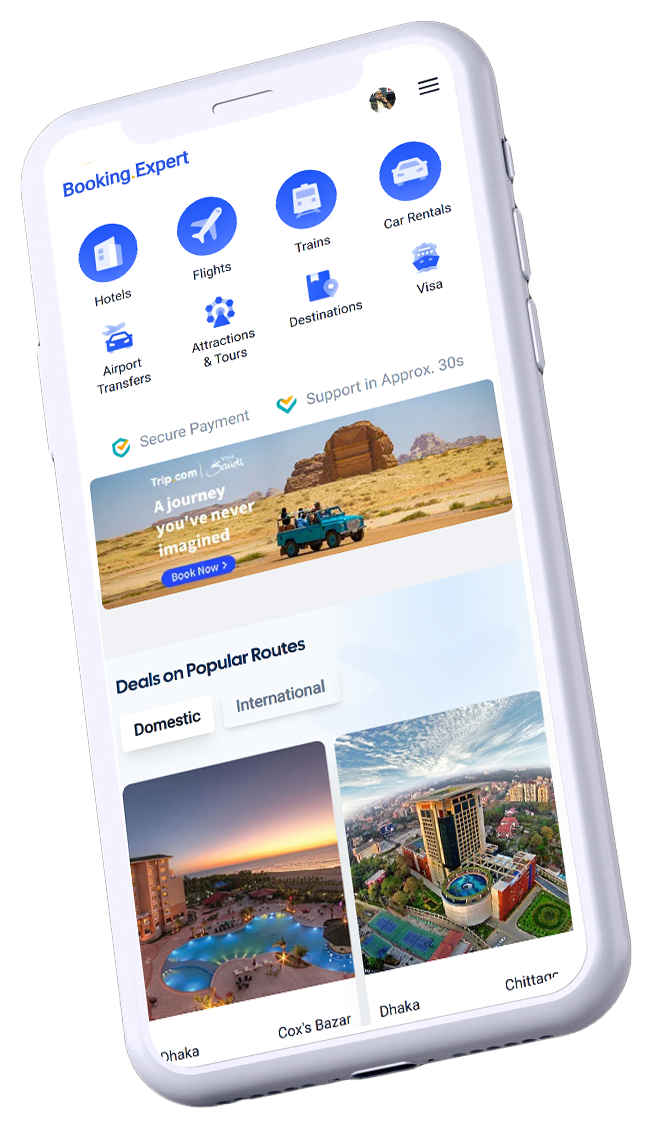 Booking.Expert
Hotels
Flights
Trains
Car Rentals
Airport
Transfers
Attractions
& Tours
Destinations
Visa
Secure Payment
Support in Approx. 30s
Trip.com
Visit
Saudi
A journey
you've never
imagined
Book Now >
Deals on Popular Routes
Domestic
International
Dhaka
Cox's Bazar
Dhaka
Chittago